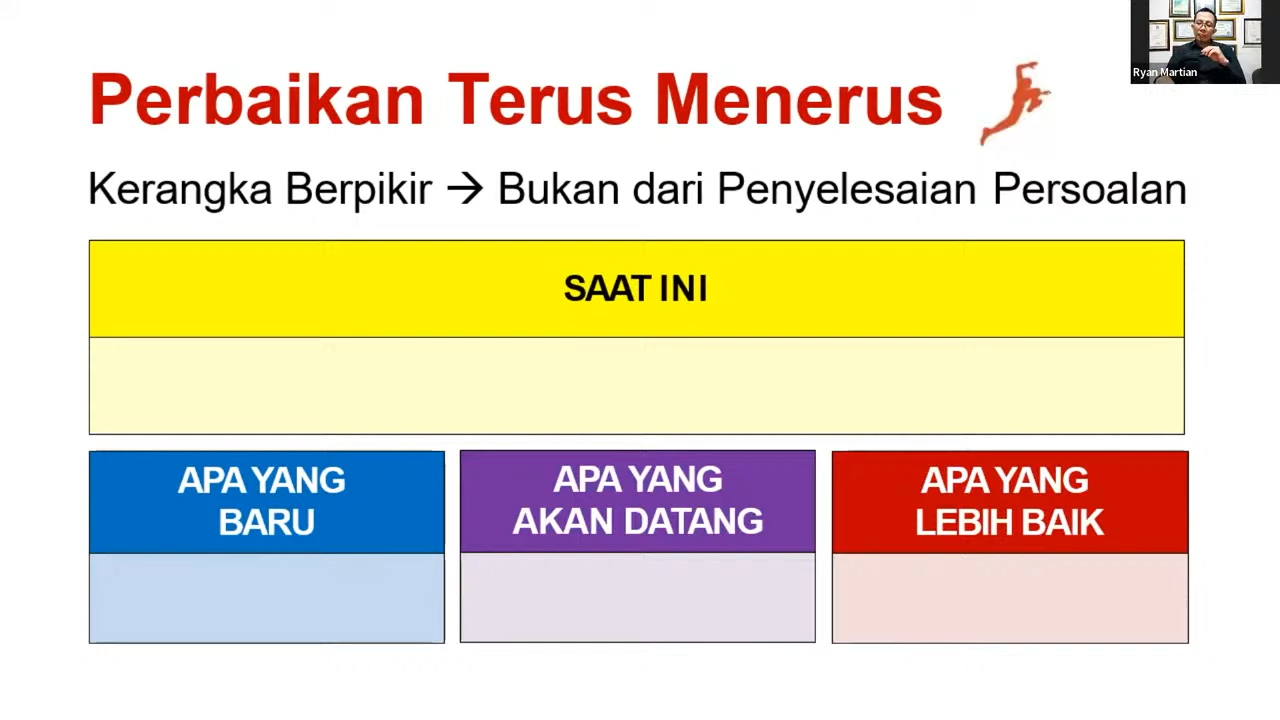 Perbaikan Terus Menerus
Ryan Martian
Kerangka Berpikir → Bukan dari Penyelesaian Persoalan
SAAT INI
APA YANG
BARU
APA YANG
AKAN DATANG
APA YANG
LEBIH BAIK